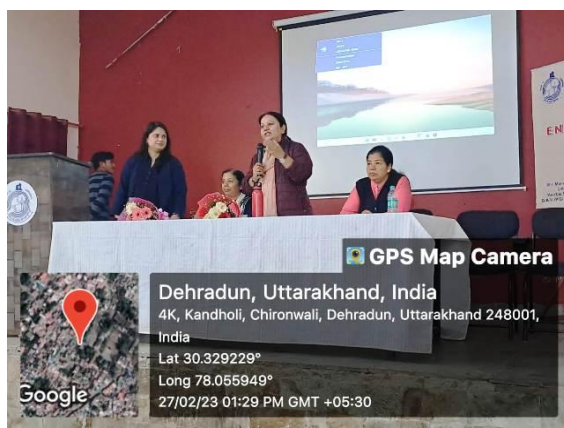 EN
GPS Map Camera
Dehradun, Uttarakhand, India
4K, Kandholi, Chironwali, Dehradun, Uttarakhand 248001,
India
Lat 30.329229°
Long 78.055949°
27/02/23 01:29 PM GMT +05:30
Google